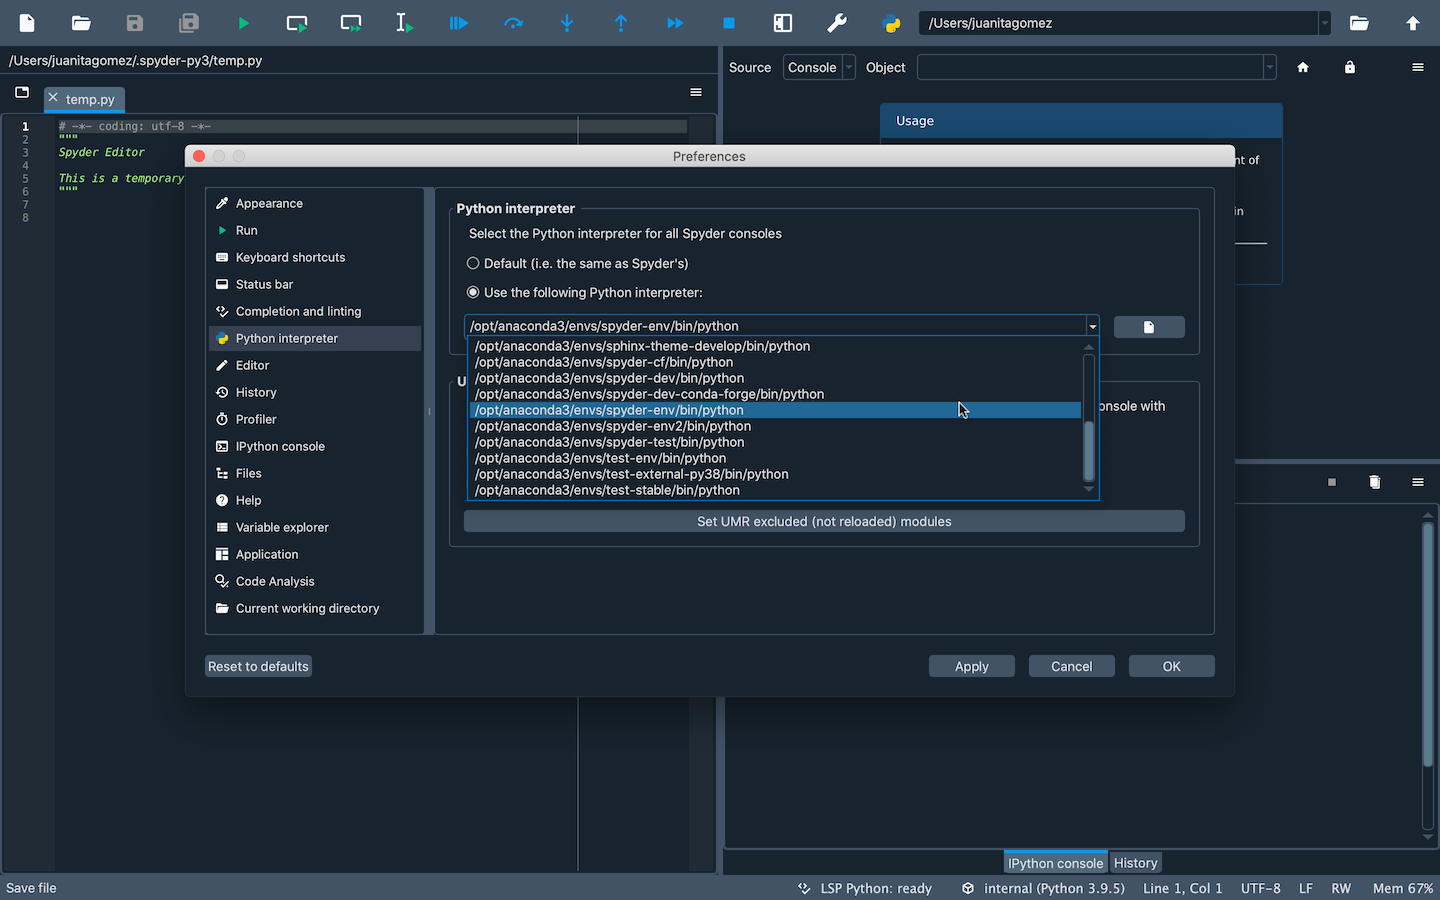 /Users/juanitagomez
/Users/juanitagomez/.spyder-py3/temp.py
Source
Console
Object
temp.py
Usage
1 # -*- coding: utf-8 -*-
2 """
3 Spyder Editor
4
5 This is a temporary
6 """
7
8
nt of
in
Preferences
Appearance
Run
Keyboard shortcuts
Status bar
Completion and linting
Python interpreter
Editor
History
Profiler
IPython console
Files
Help
Variable explorer
Application
Code Analysis
Current working directory
Python interpreter
Select the Python interpreter for all Spyder consoles
Default (i.e. the same as Spyder's)
Use the following Python interpreter:
/opt/anaconda3/envs/spyder-env/bin/python
/opt/anaconda3/envs/sphinx-theme-develop/bin/python
/opt/anaconda3/envs/spyder-cf/bin/python
/opt/anaconda3/envs/spyder-dev/bin/python
/opt/anaconda3/envs/spyder-dev-conda-forge/bin/python
/opt/anaconda3/envs/spyder-env/bin/python
/opt/anaconda3/envs/spyder-env2/bin/python
/opt/anaconda3/envs/spyder-test/bin/python
/opt/anaconda3/envs/test-env/bin/python
/opt/anaconda3/envs/test-external-py38/bin/python
/opt/anaconda3/envs/test-stable/bin/python
U
onsole with
Set UMR excluded (not reloaded) modules
Reset to defaults
Apply
Cancel
OK
IPython console
History
Save file
LSP Python: ready
internal (Python 3.9.5)
Line 1, Col 1
UTF-8
LF
RW
Mem 67%